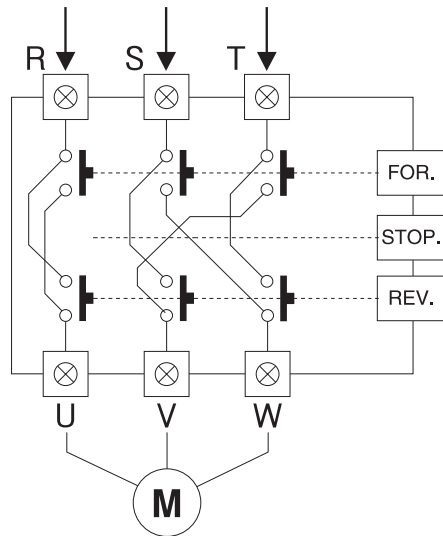 R S T
FOR.
STOP.
REV.
U V W
M